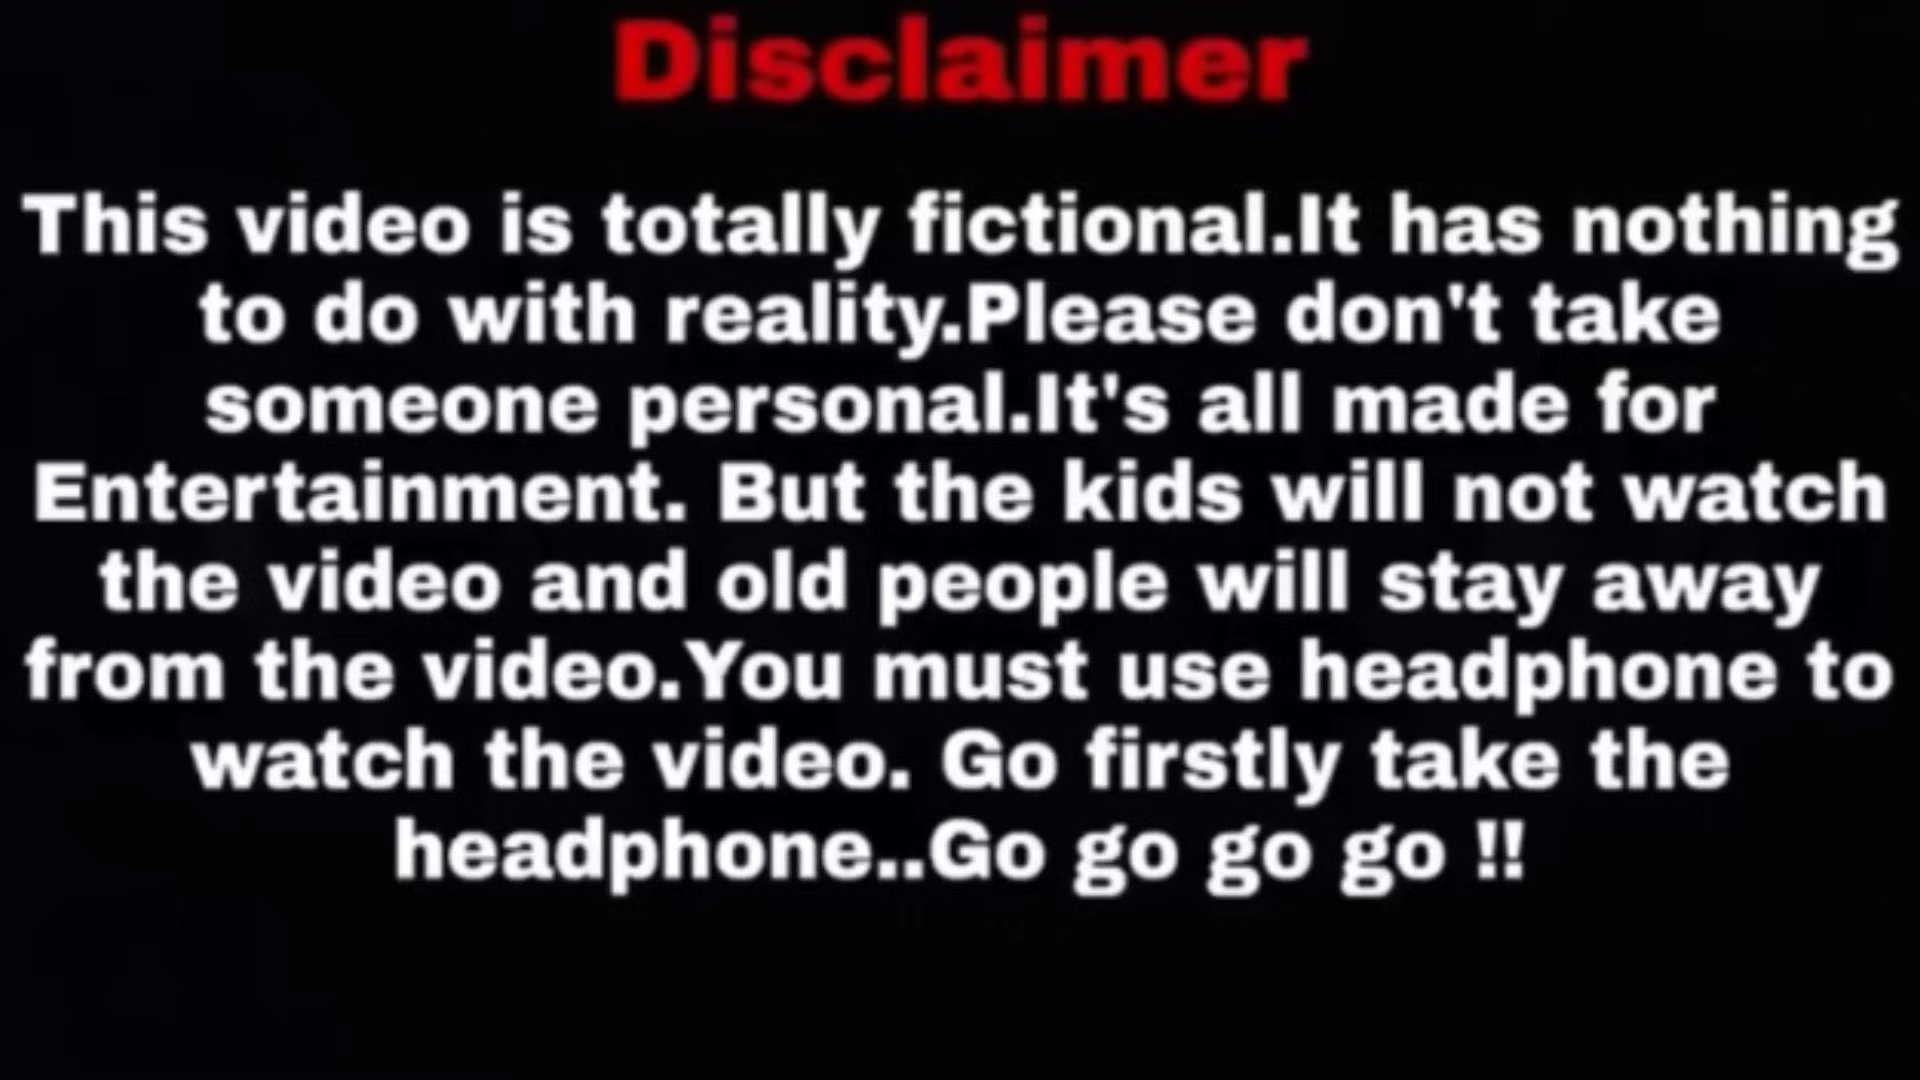 Disclaimer
This video is totally fictional.It has nothing
to do with reality.Please don't take
someone personal.It's all made for
Entertainment. But the kids will not watch
the video and old people will stay away
from the video.You must use headphone to
watch the video. Go firstly take the
headphone..Go go go go !!